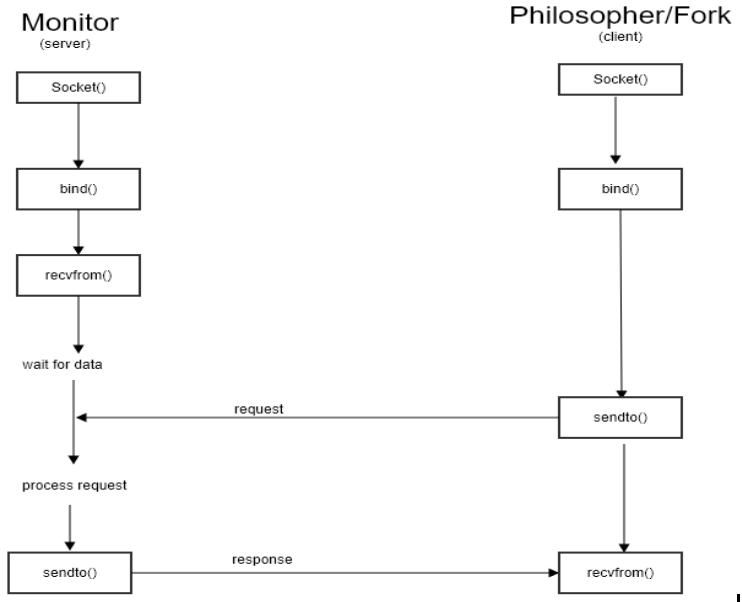 Monitor
(server)
Philosopher/Fork
(client)
Socket()
Socket()
bind()
bind()
recvfrom()
wait for data
request
sendto()
process request
response
sendto()
recvfrom()